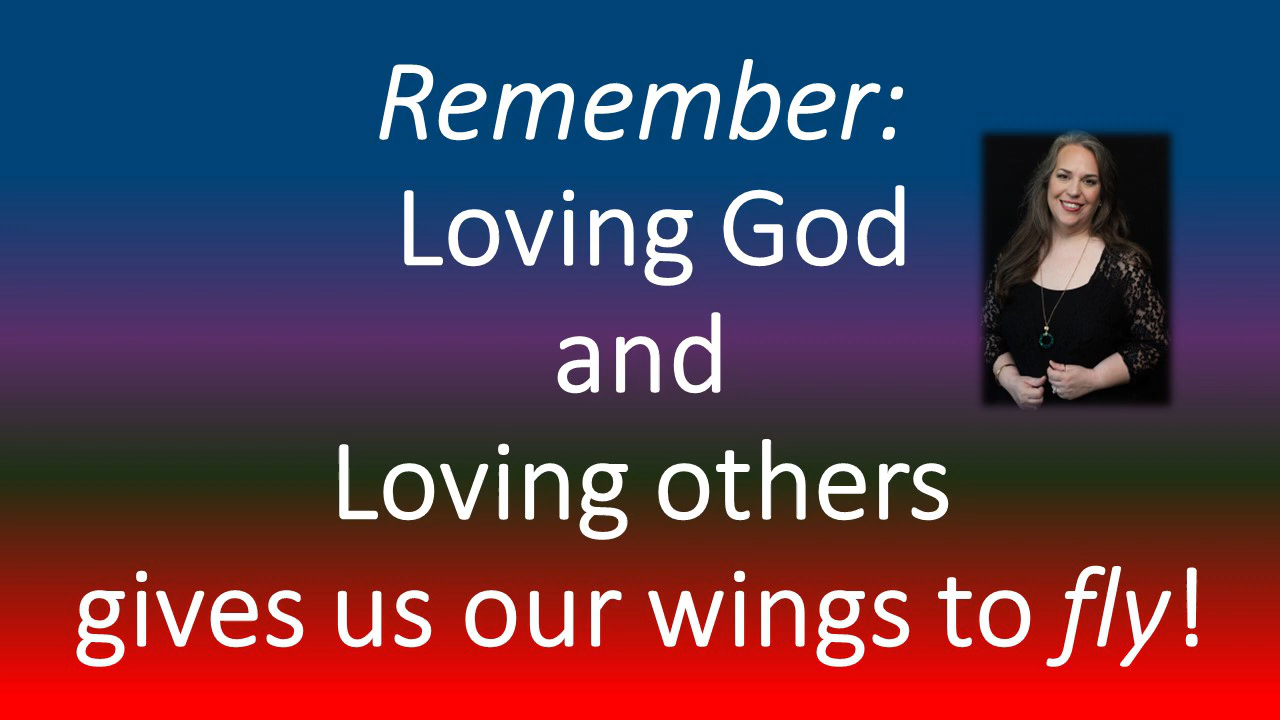 Remember:
Loving God
and
Loving others
gives us our wings to fly!